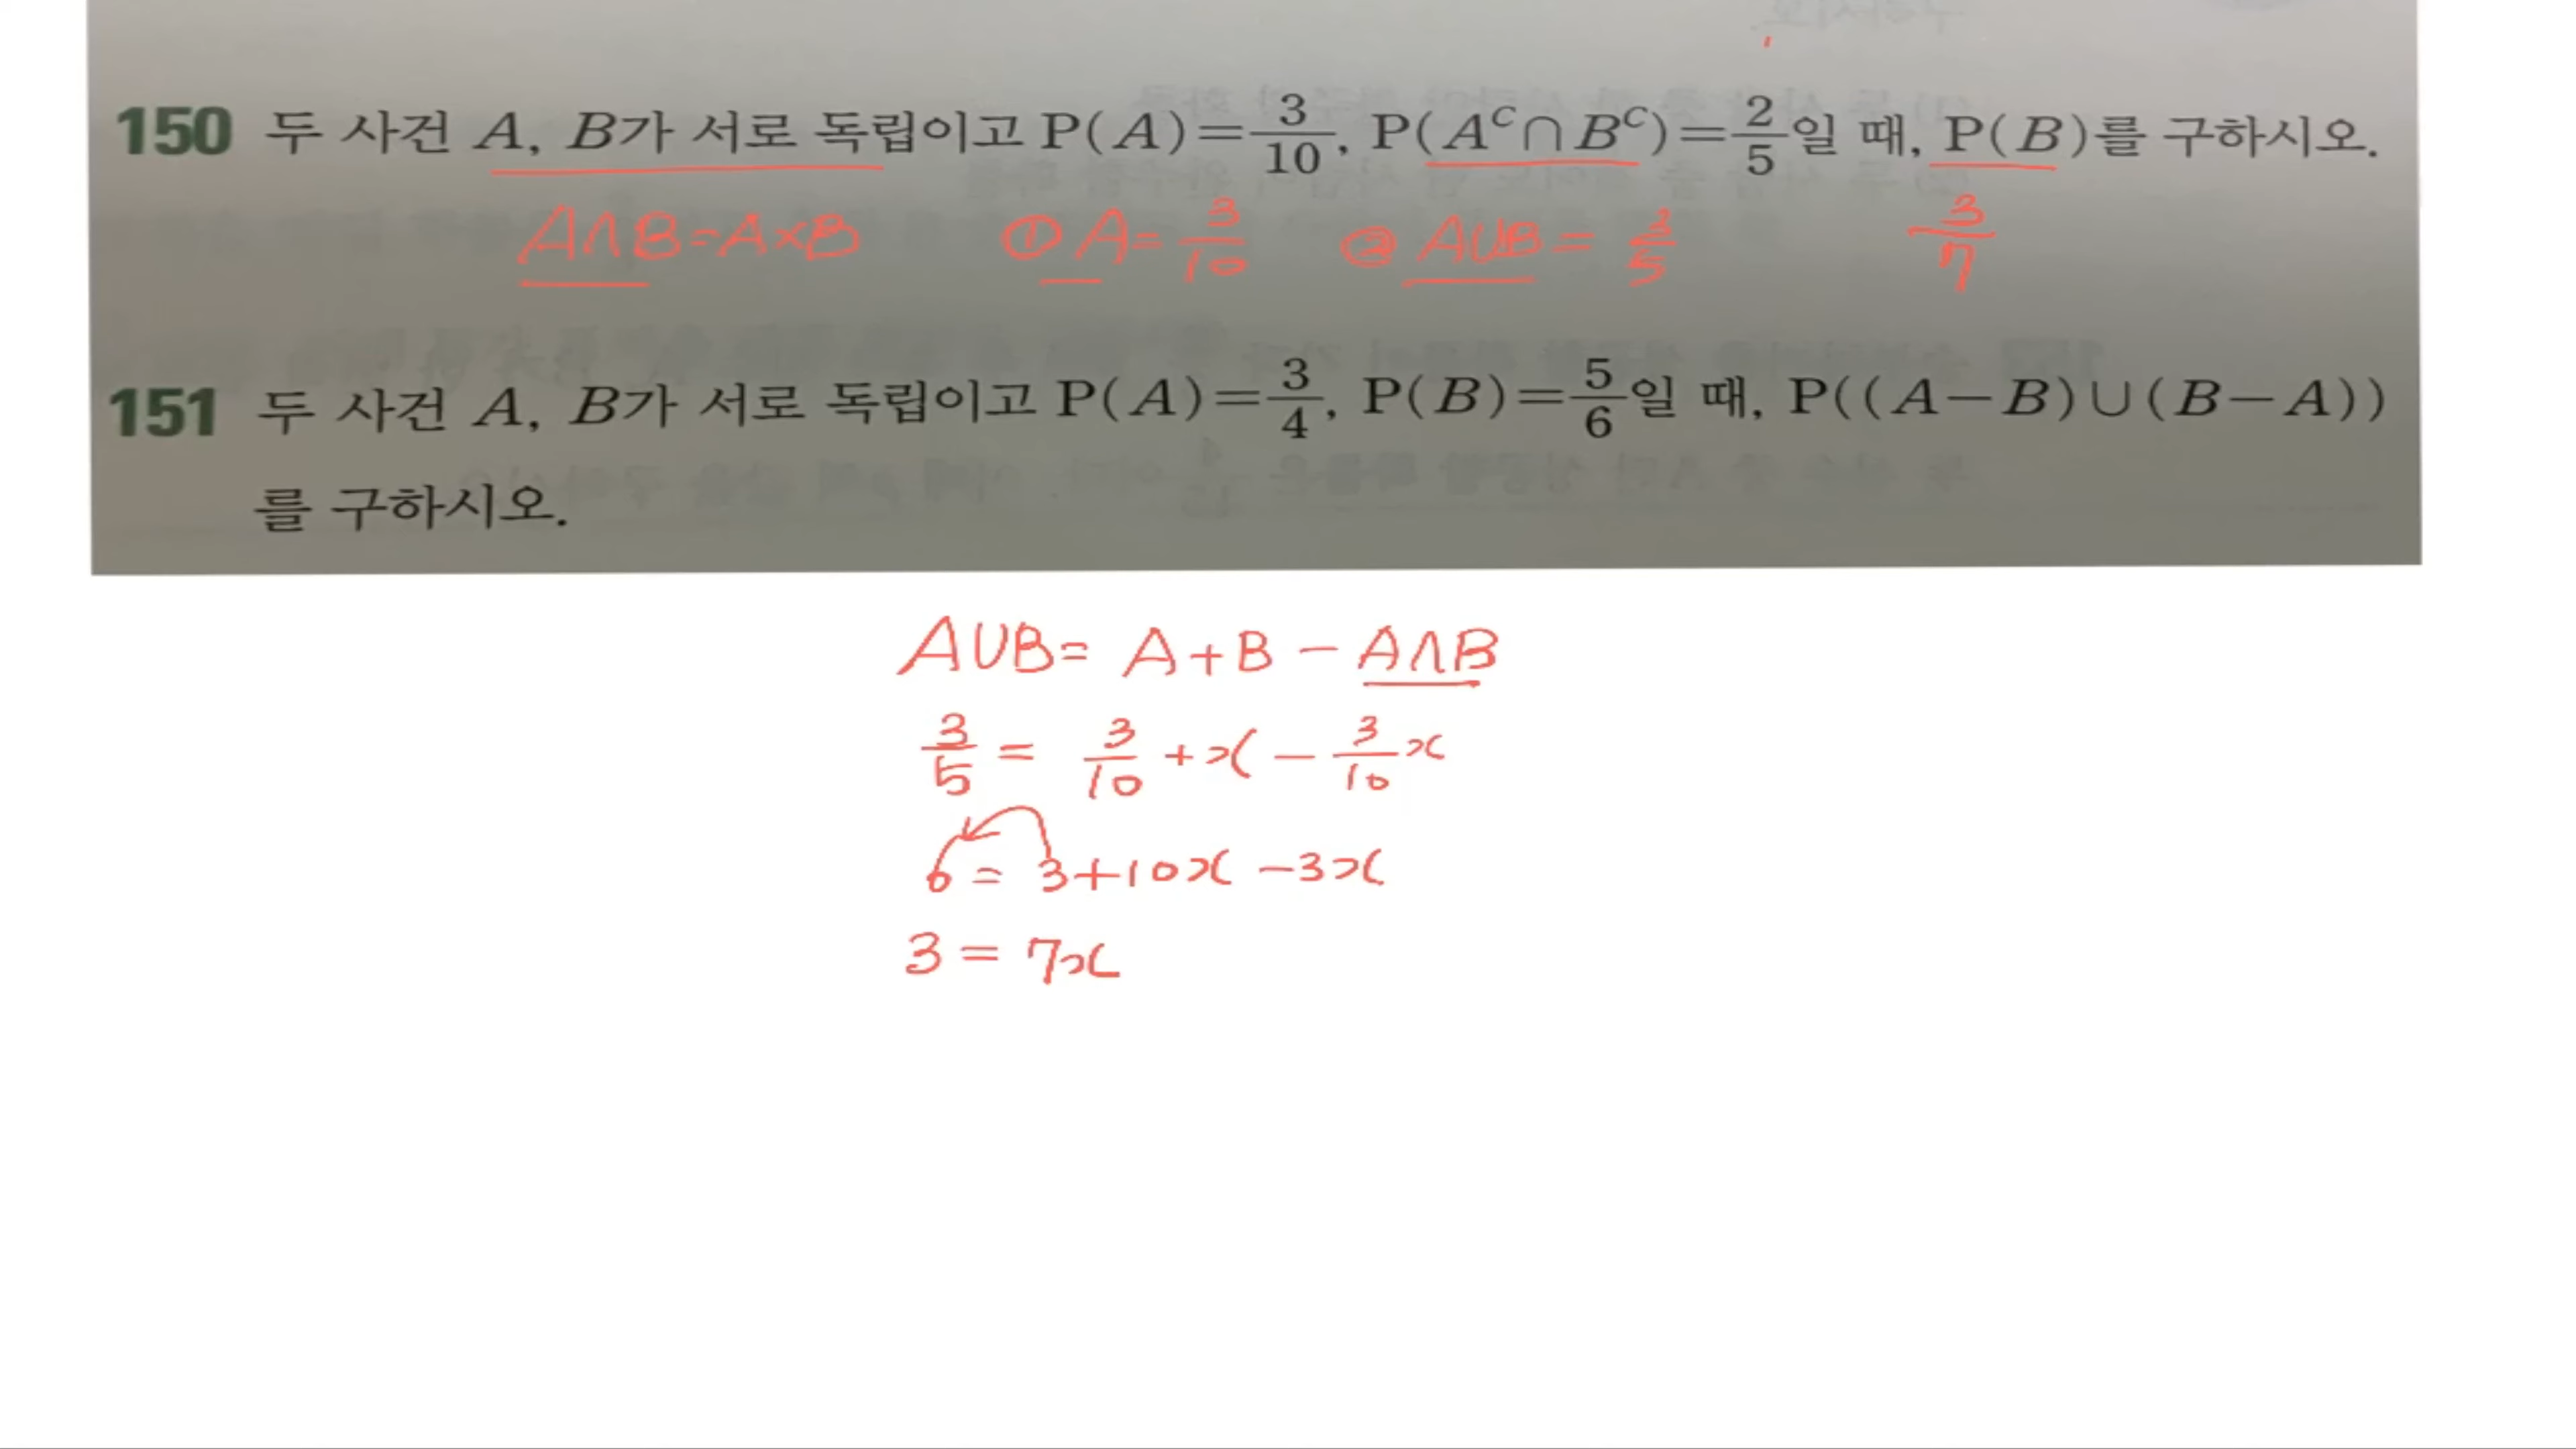 150 두 사건 A, B가 서로 독립이고 P(A)=3/10, P(A^C∩B^C)=2/5일 때, P(B)를 구하시오.
A∩B=A×B ① A=3/10 ② A∪B=3/5 3/7
151 두 사건 A, B가 서로 독립이고 P(A)=3/4, P(B)=5/6일 때, P((A-B)∪(B-A))
를 구하시오.
A∪B= A+B-A∩B
3/5 = 3/10 +x - 3/10 x
6 = 3+10x -3x
3 = 7x